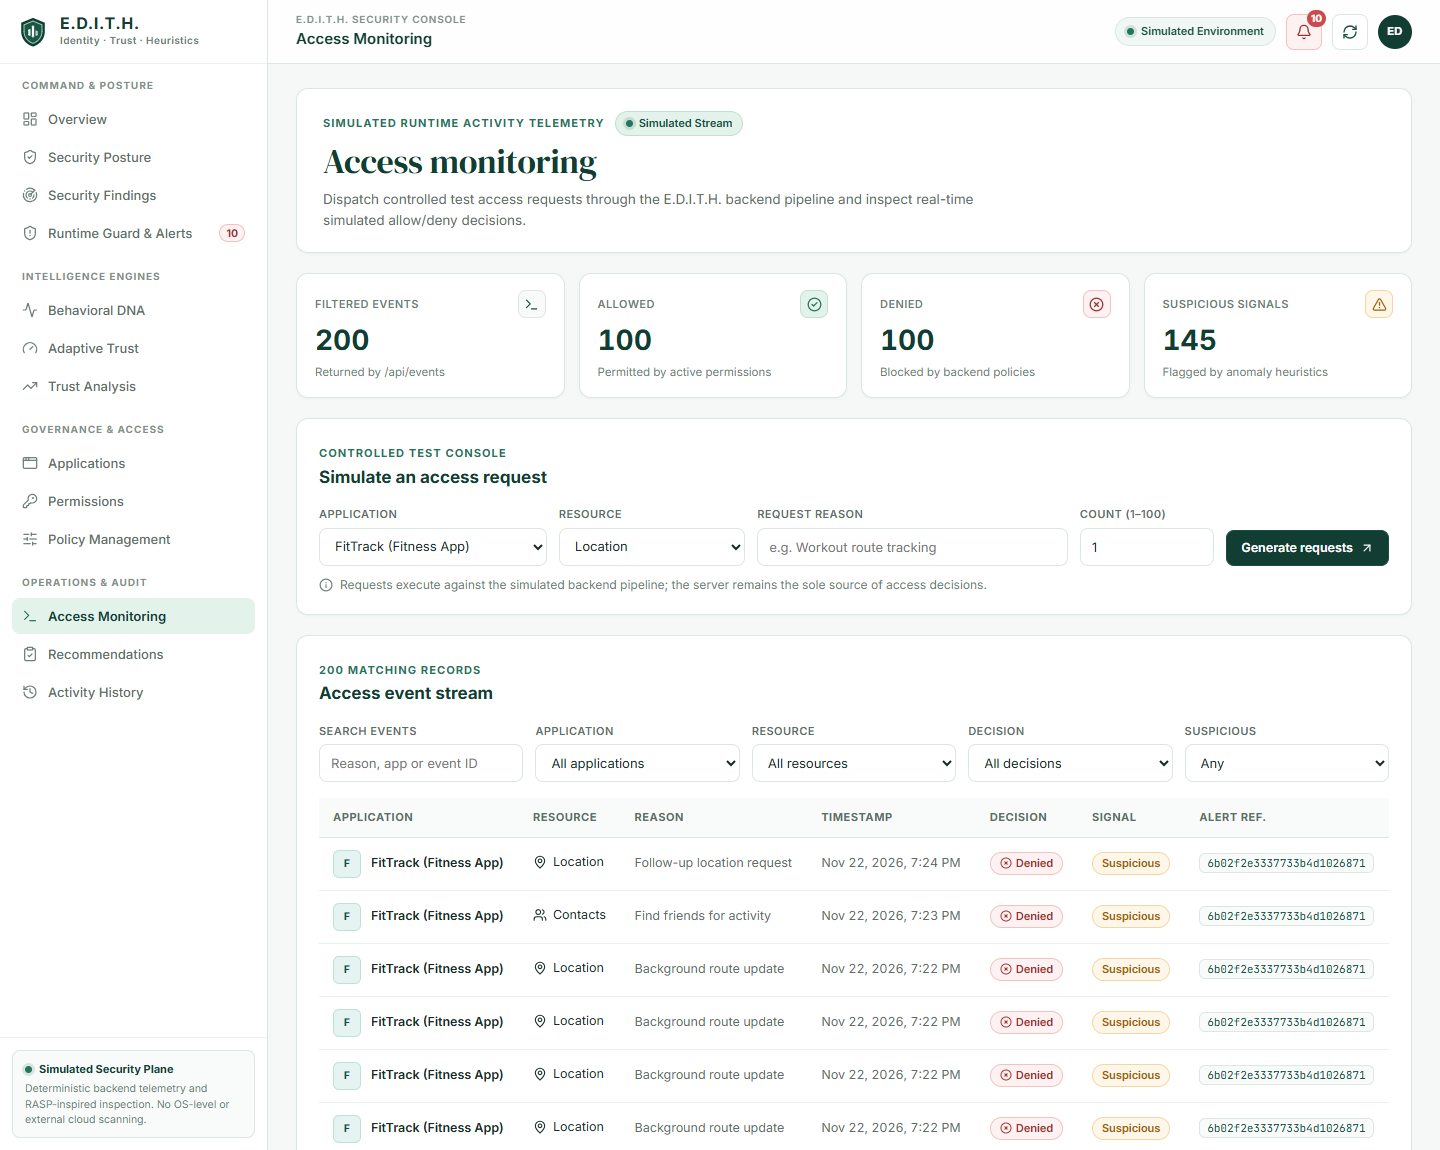 E.D.I.T.H.
Identity · Trust · Heuristics
COMMAND & POSTURE
Overview
Security Posture
Security Findings
Runtime Guard & Alerts 10
INTELLIGENCE ENGINES
Behavioral DNA
Adaptive Trust
Trust Analysis
GOVERNANCE & ACCESS
Applications
Permissions
Policy Management
OPERATIONS & AUDIT
Access Monitoring
Recommendations
Activity History
Simulated Security Plane
Deterministic backend telemetry and
RASP-inspired inspection. No OS-level or
external cloud scanning.
E.D.I.T.H. SECURITY CONSOLE
Access Monitoring
Simulated Environment
10
ED
SIMULATED RUNTIME ACTIVITY TELEMETRY Simulated Stream
Access monitoring
Dispatch controlled test access requests through the E.D.I.T.H. backend pipeline and inspect real-time
simulated allow/deny decisions.
FILTERED EVENTS
200
Returned by /api/events
ALLOWED
100
Permitted by active permissions
DENIED
100
Blocked by backend policies
SUSPICIOUS SIGNALS
145
Flagged by anomaly heuristics
CONTROLLED TEST CONSOLE
Simulate an access request
APPLICATION RESOURCE REQUEST REASON COUNT (1–100)
FitTrack (Fitness App) Location e.g. Workout route tracking 1 Generate requests
Requests execute against the simulated backend pipeline; the server remains the sole source of access decisions.
200 MATCHING RECORDS
Access event stream
SEARCH EVENTS APPLICATION RESOURCE DECISION SUSPICIOUS
Reason, app or event ID All applications All resources All decisions Any
APPLICATION RESOURCE REASON TIMESTAMP DECISION SIGNAL ALERT REF.
F FitTrack (Fitness App) Location Follow-up location request Nov 22, 2026, 7:24 PM Denied Suspicious 6b02f2e3337733b4d1026871
F FitTrack (Fitness App) Contacts Find friends for activity Nov 22, 2026, 7:23 PM Denied Suspicious 6b02f2e3337733b4d1026871
F FitTrack (Fitness App) Location Background route update Nov 22, 2026, 7:22 PM Denied Suspicious 6b02f2e3337733b4d1026871
F FitTrack (Fitness App) Location Background route update Nov 22, 2026, 7:22 PM Denied Suspicious 6b02f2e3337733b4d1026871
F FitTrack (Fitness App) Location Background route update Nov 22, 2026, 7:22 PM Denied Suspicious 6b02f2e3337733b4d1026871
F FitTrack (Fitness App) Location Background route update Nov 22, 2026, 7:22 PM Denied Suspicious 6b02f2e3337733b4d1026871